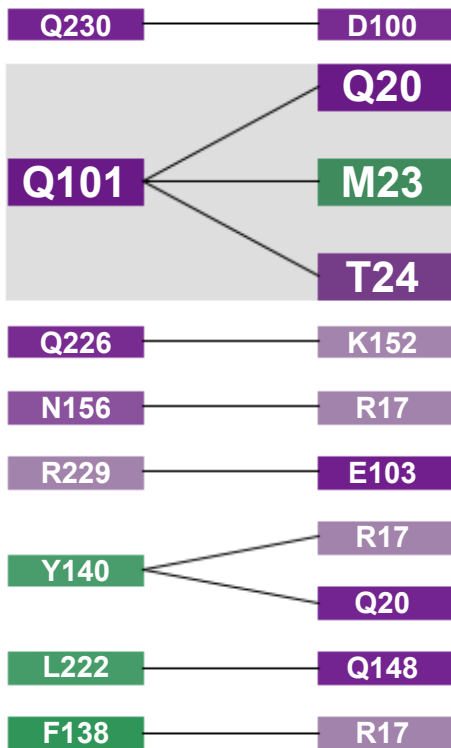 Q230 D100
Q20
Q101 M23
T24
Q226 K152
N156 R17
R229 E103
R17
Y140
Q20
L222 Q148
F138 R17